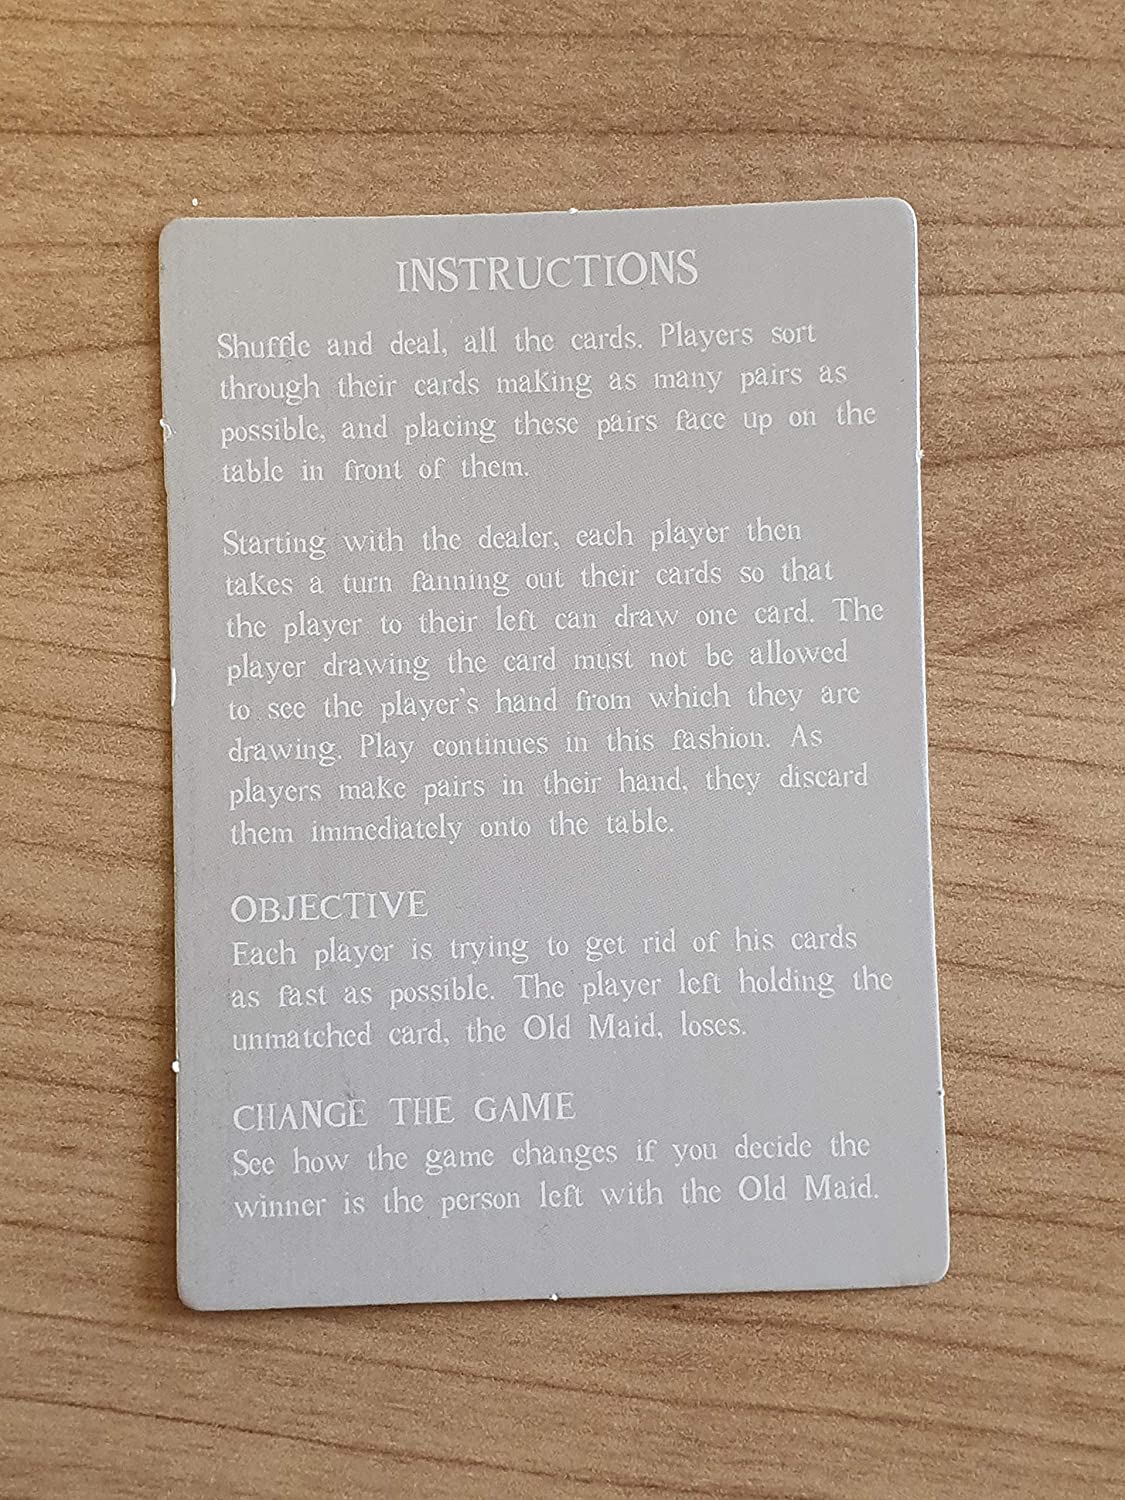 INSTRUCTIONS
Shuffle and deal, all the cards. Players sort
through their cards making as many pairs as
possible, and placing these pairs face up on the
table in front of them.
Starting with the dealer, each player then
takes a turn fanning out their cards so that
the player to their left can draw one card. The
player drawing the card must not be allowed
to see the player's hand from which they are
drawing. Play continues in this fashion. As
players make pairs in their hand, they discard
them immediately onto the table.
OBJECTIVE
Each player is trying to get rid of his cards
as fast as possible. The player left holding the
unmatched card, the Old Maid, loses.
CHANGE THE GAME
See how the game changes if you decide the
winner is the person left with the Old Maid.